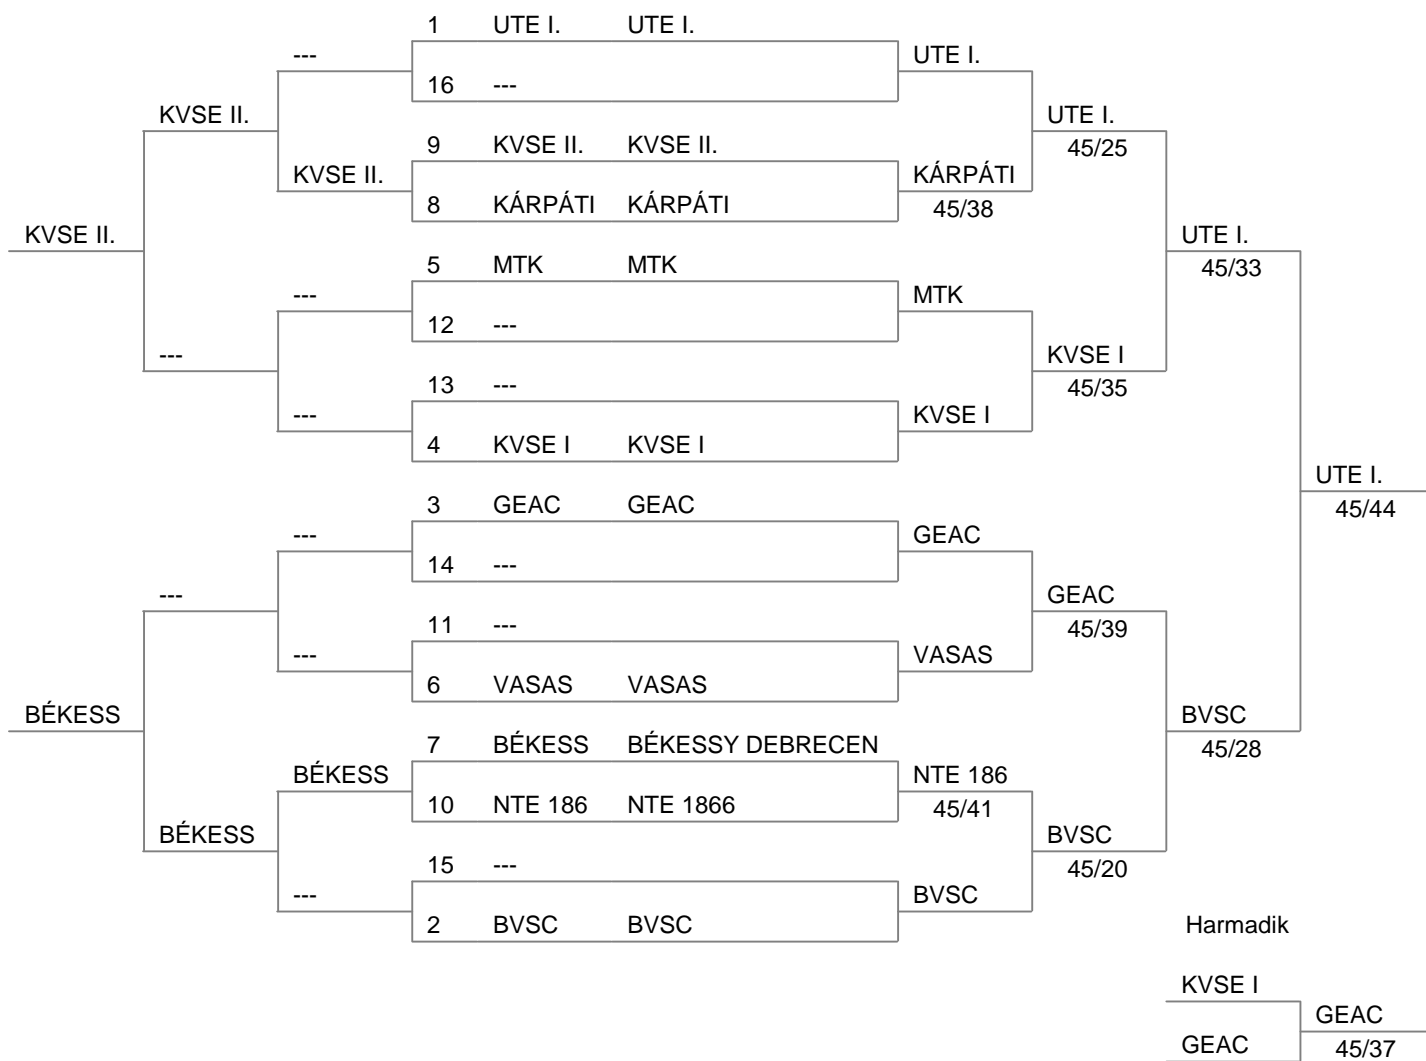 1 UTE I. UTE I.
--- UTE I.
16 ---
KVSE II. UTE I.
9 KVSE II. KVSE II. 45/25
KVSE II. KÁRPÁTI
8 KÁRPÁTI KÁRPÁTI 45/38
KVSE II. UTE I.
5 MTK MTK 45/33
--- MTK
12 ---
--- KVSE I
13 --- 45/35
--- KVSE I
4 KVSE I KVSE I
UTE I.
3 GEAC GEAC 45/44
--- GEAC
14 ---
--- GEAC
11 --- 45/39
--- VASAS
6 VASAS VASAS
BÉKESS BVSC
7 BÉKESS BÉKESSY DEBRECEN 45/28
BÉKESS NTE 186
10 NTE 186 NTE 1866 45/41
BÉKESS BVSC
15 --- 45/20
--- BVSC
2 BVSC BVSC Harmadik
KVSE I
GEAC
GEAC 45/37